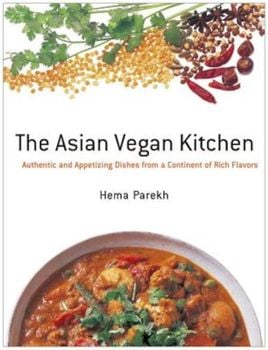 The Asian Vegan Kitchen
Authentic and Appetizing Dishes from a Continent of Rich Flavors
Hema Parekh